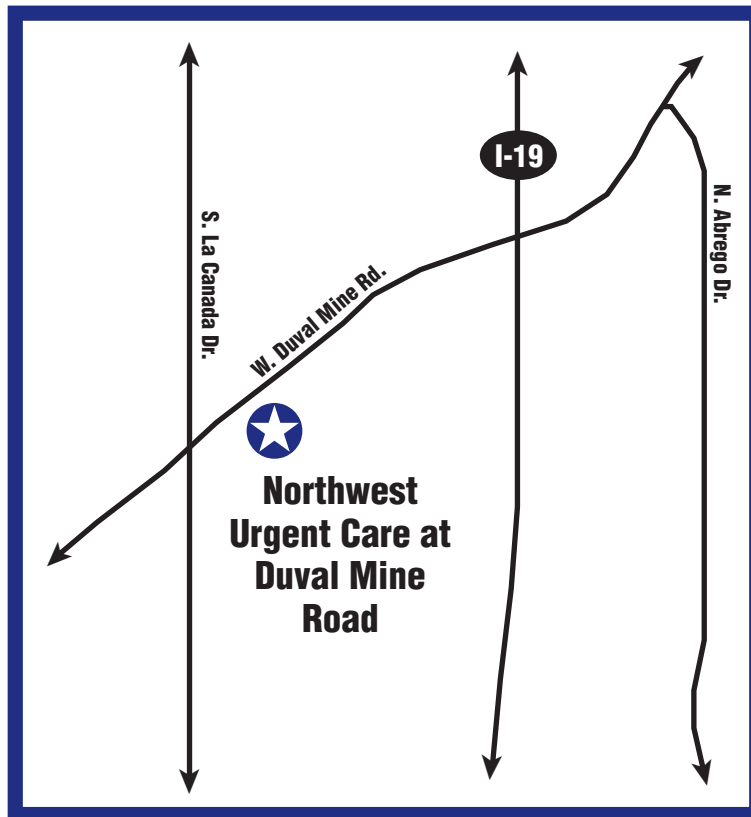 I-19
S. La Canada Dr.
N. Abrego Dr.
W. Duval Mine Rd.
Northwest
Urgent Care at
Duval Mine
Road